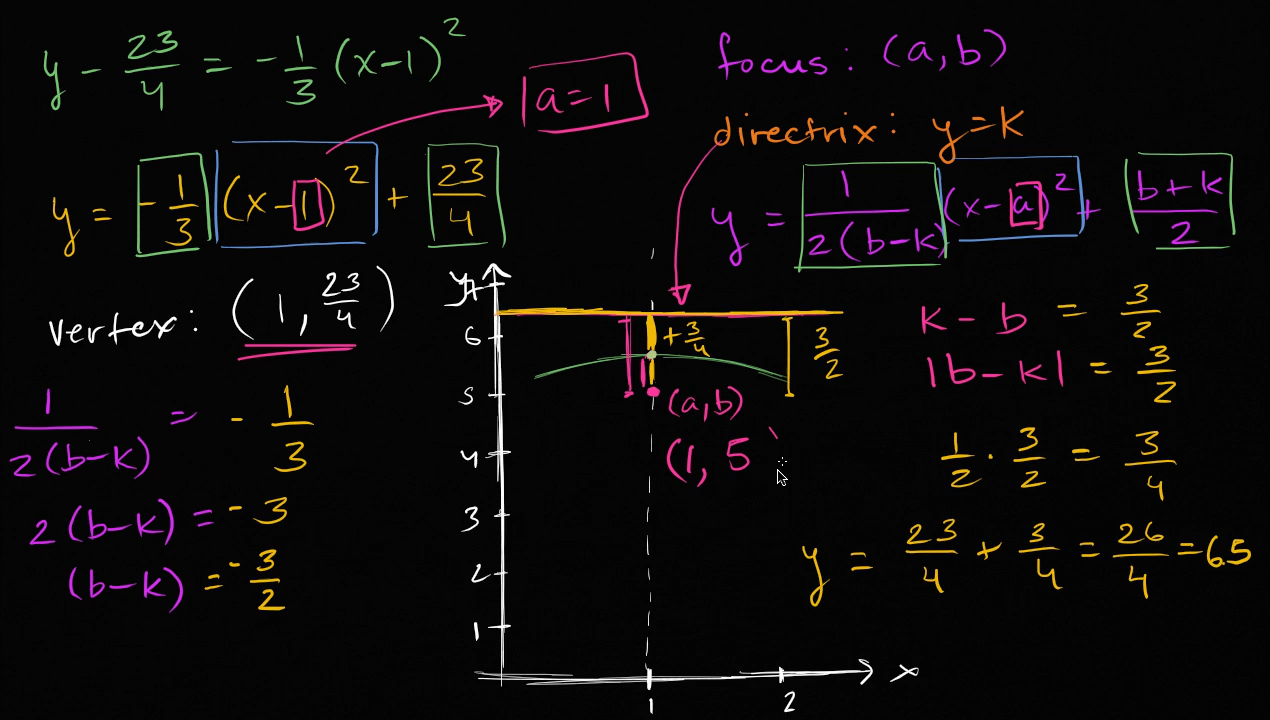 y - 23/4 = -1/3 (x-1)^2
a=1
y = -1/3 (x-1)^2 + 23/4
vertex: (1, 23/4)
1/2(b-k) = -1/3
2(b-k) = -3
(b-k) = -3/2
focus: (a,b)
directrix: y=k
y = 1/2(b-k) (x-a)^2 + b+k/2
k - b = 3/2
|b-k| = 3/2
1/2 · 3/2 = 3/4
y = 23/4 + 3/4 = 26/4 = 6.5
y
7
6
5
4
3
2
1
1
2
x
+3/4
3/2
(a,b)
(1, 5